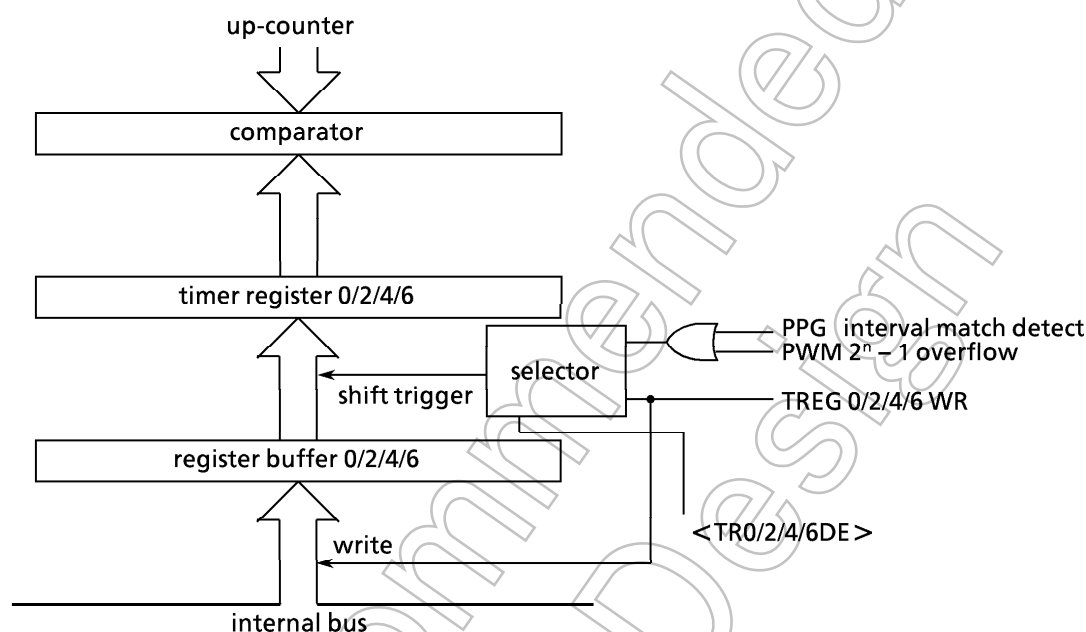 up-counter
comparator
timer register 0/2/4/6
PPG interval match detect
PWM 2ⁿ – 1 overflow
selector
shift trigger
TREG 0/2/4/6 WR
register buffer 0/2/4/6
<TR0/2/4/6DE>
write
internal bus
ommended
Design